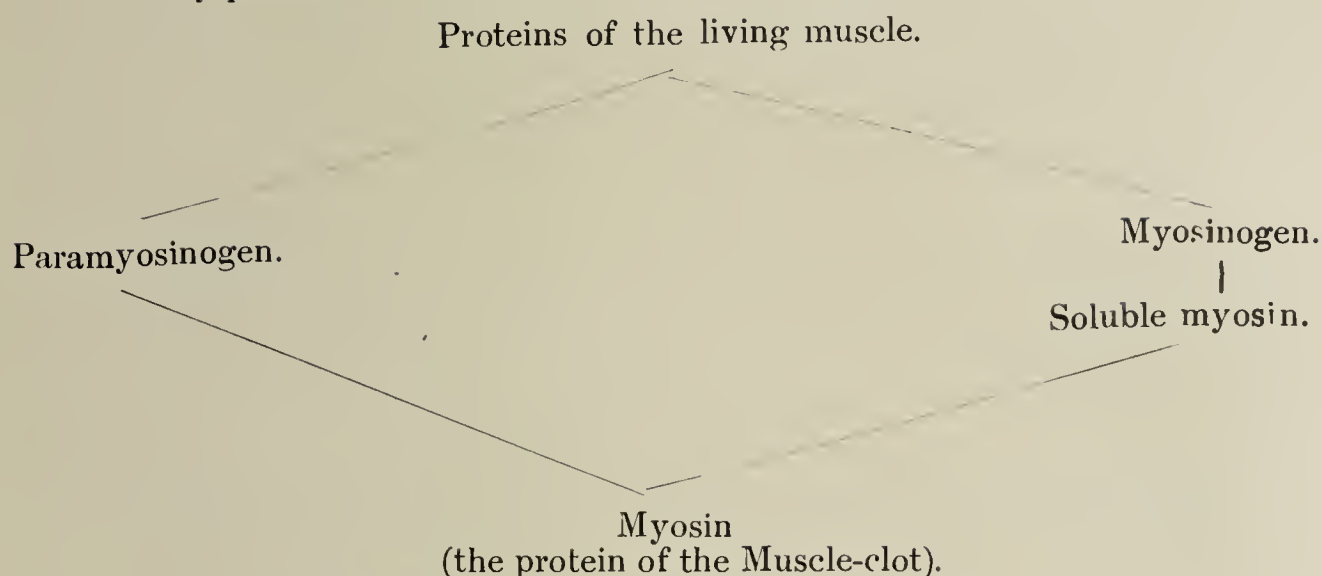 Proteins of the living muscle.
Paramyosinogen.
Myosinogen.
Soluble myosin.
Myosin
(the protein of the Muscle-clot).